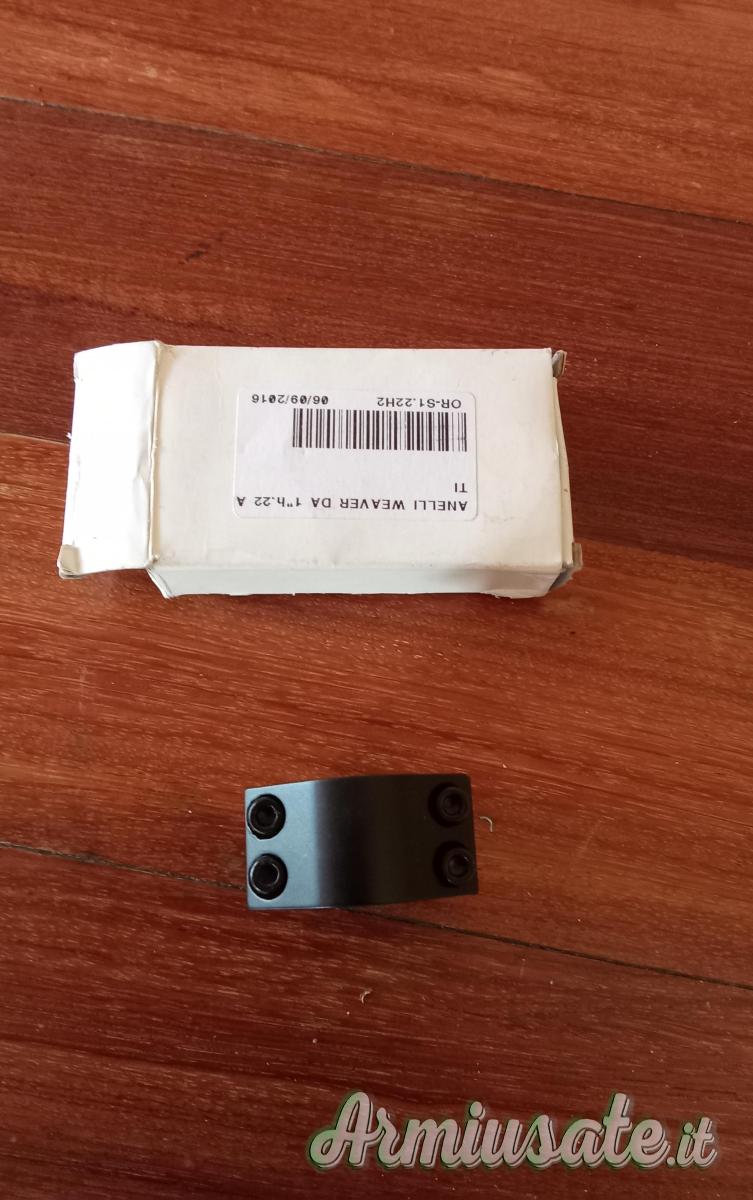 ANELLI WEAVER DA 1"h.22 A
TI
OR-S1.22H2 06/09/2016
Armiusate.it